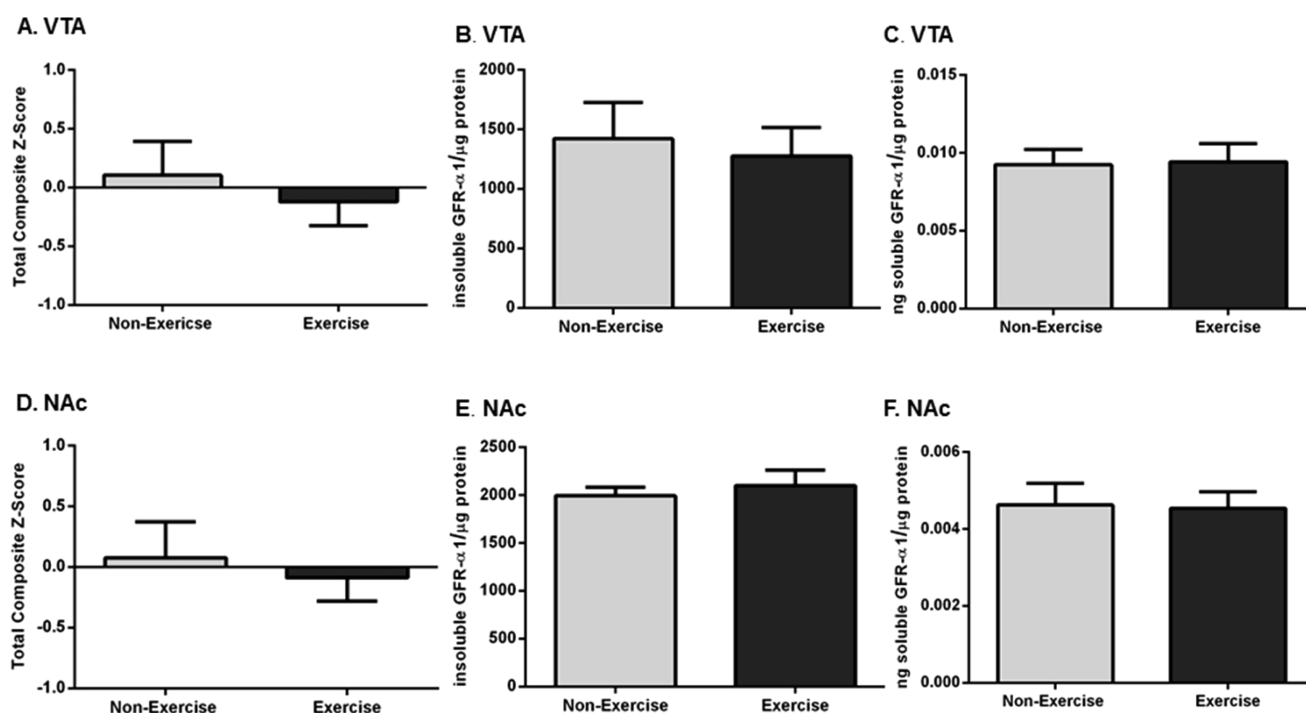 A. VTA
Total Composite Z-Score
1.0
0.5
0.0
-0.5
-1.0
Non-Exericse
Exercise
B. VTA
insoluble GFR-α1/µg protein
2000
1500
1000
500
0
Non-Exercise
Exercise
C. VTA
ng soluble GFR-α1/µg protein
0.015
0.010
0.005
0.000
Non-Exercise
Exercise
D. NAc
Total Composite Z-Score
1.0
0.5
0.0
-0.5
-1.0
Non-Exercise
Exercise
E. NAc
insoluble GFR-α1/µg protein
2500
2000
1500
1000
500
0
Non-Exercise
Exercise
F. NAc
ng soluble GFR-α1/µg protein
0.006
0.004
0.002
0.000
Non-Exercise
Exercise